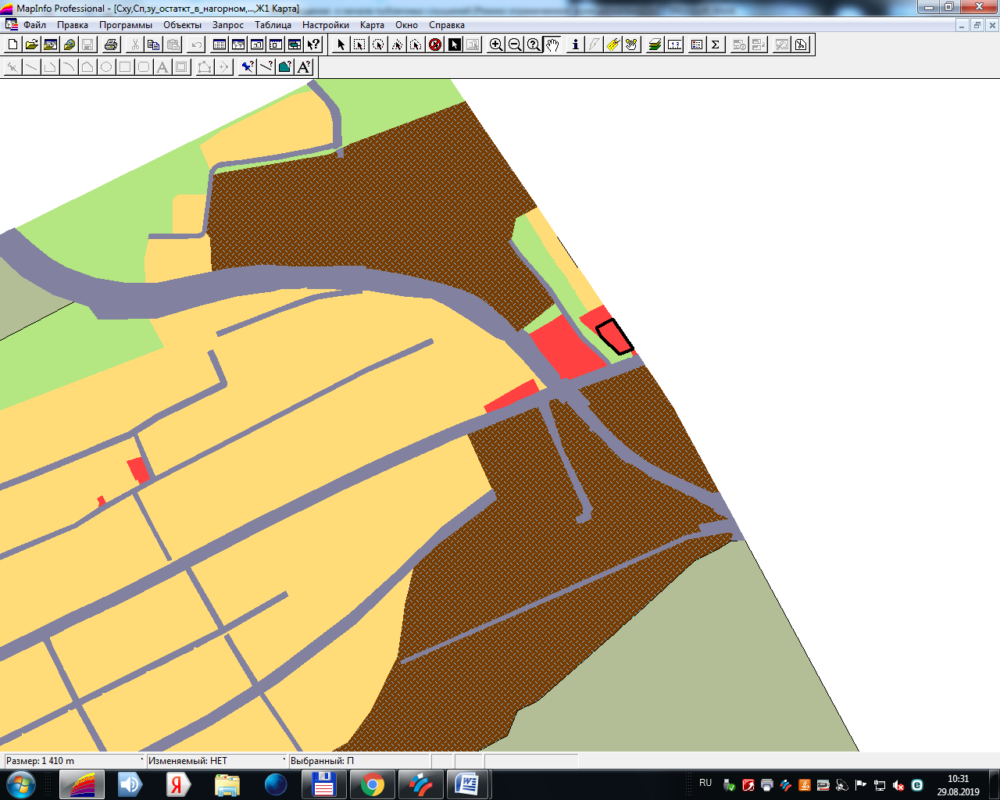 MapInfo Professional - [Сху,Сп,зу_остаткт_в_нагорном,...,Ж1 Карта]
Файл Правка Программы Объекты Запрос Таблица Настройки Карта Окно Справка
Размер: 1 410 m Изменяемый: НЕТ Выбранный: П
RU 10:31
29.08.2019